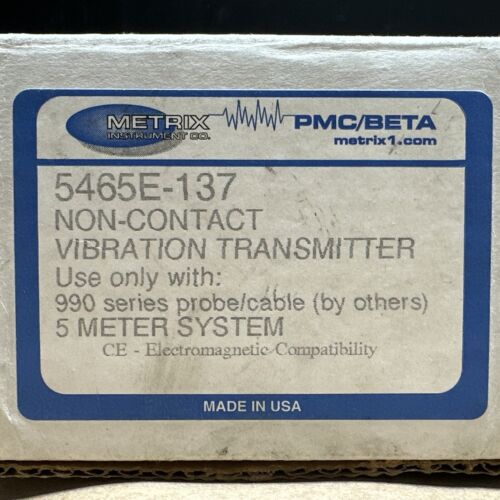 METRIX
INSTRUMENT CO.
PMC/BETA
metrix1.com
5465E-137
NON-CONTACT
VIBRATION TRANSMITTER
Use only with:
990 series probe/cable (by others)
5 METER SYSTEM
CE - Electromagnetic Compatibility
MADE IN USA